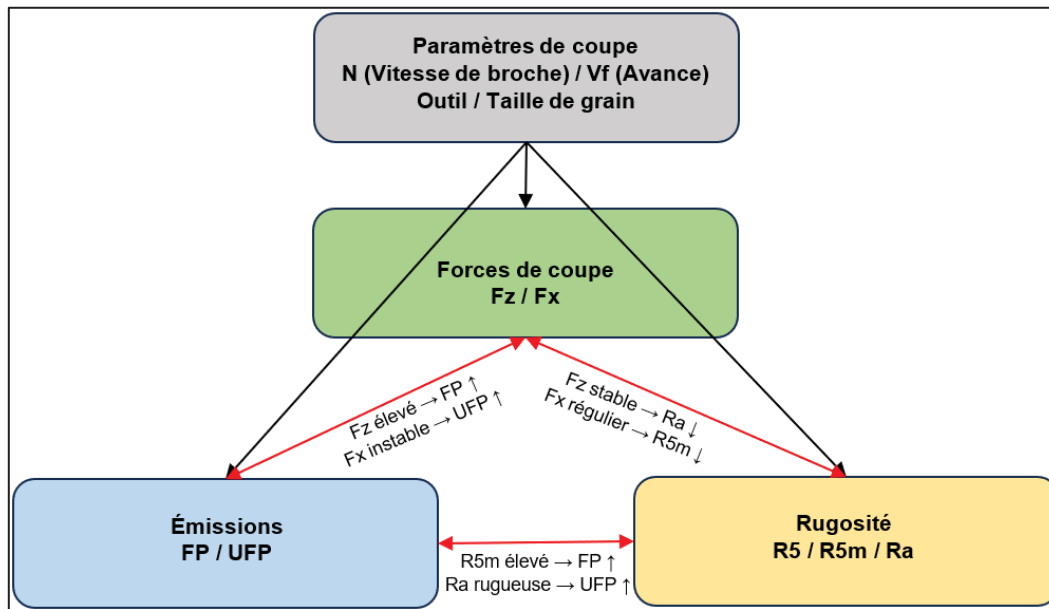 Paramètres de coupe
N (Vitesse de broche) / Vf (Avance)
Outil / Taille de grain
Forces de coupe
Fz / Fx
Fz élevé → FP ↑
Fx instable → UFP ↑
Fz stable → Ra ↓
Fx régulier → R5m ↓
Émissions
FP / UFP
R5m élevé → FP ↑
Ra rugueuse → UFP ↑
Rugosité
R5 / R5m / Ra